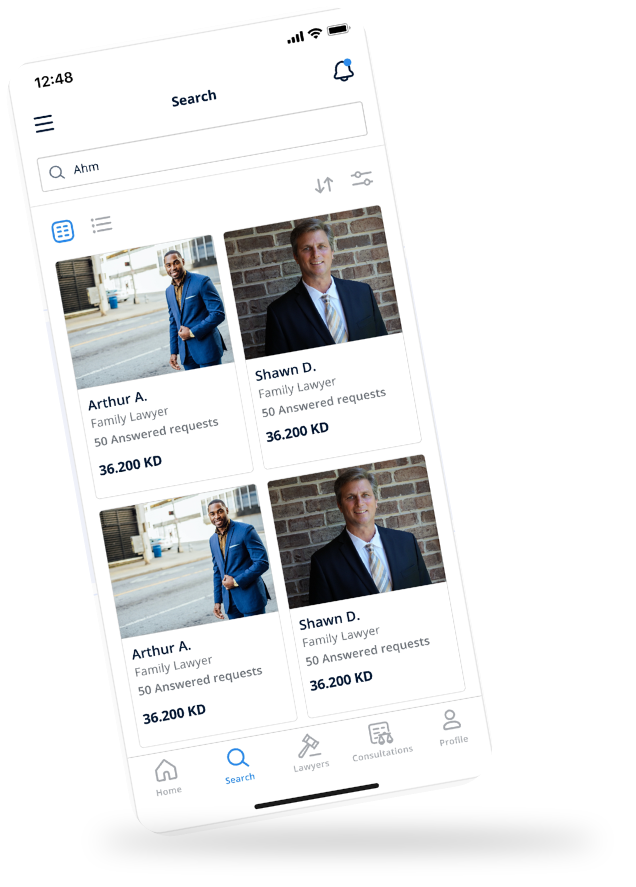 12:48
Search
Ahm
Arthur A.
Family Lawyer
50 Answered requests
36.200 KD
Shawn D.
Family Lawyer
50 Answered requests
36.200 KD
Arthur A.
Family Lawyer
50 Answered requests
36.200 KD
Shawn D.
Family Lawyer
50 Answered requests
36.200 KD
Home
Search
Lawyers
Consultations
Profile